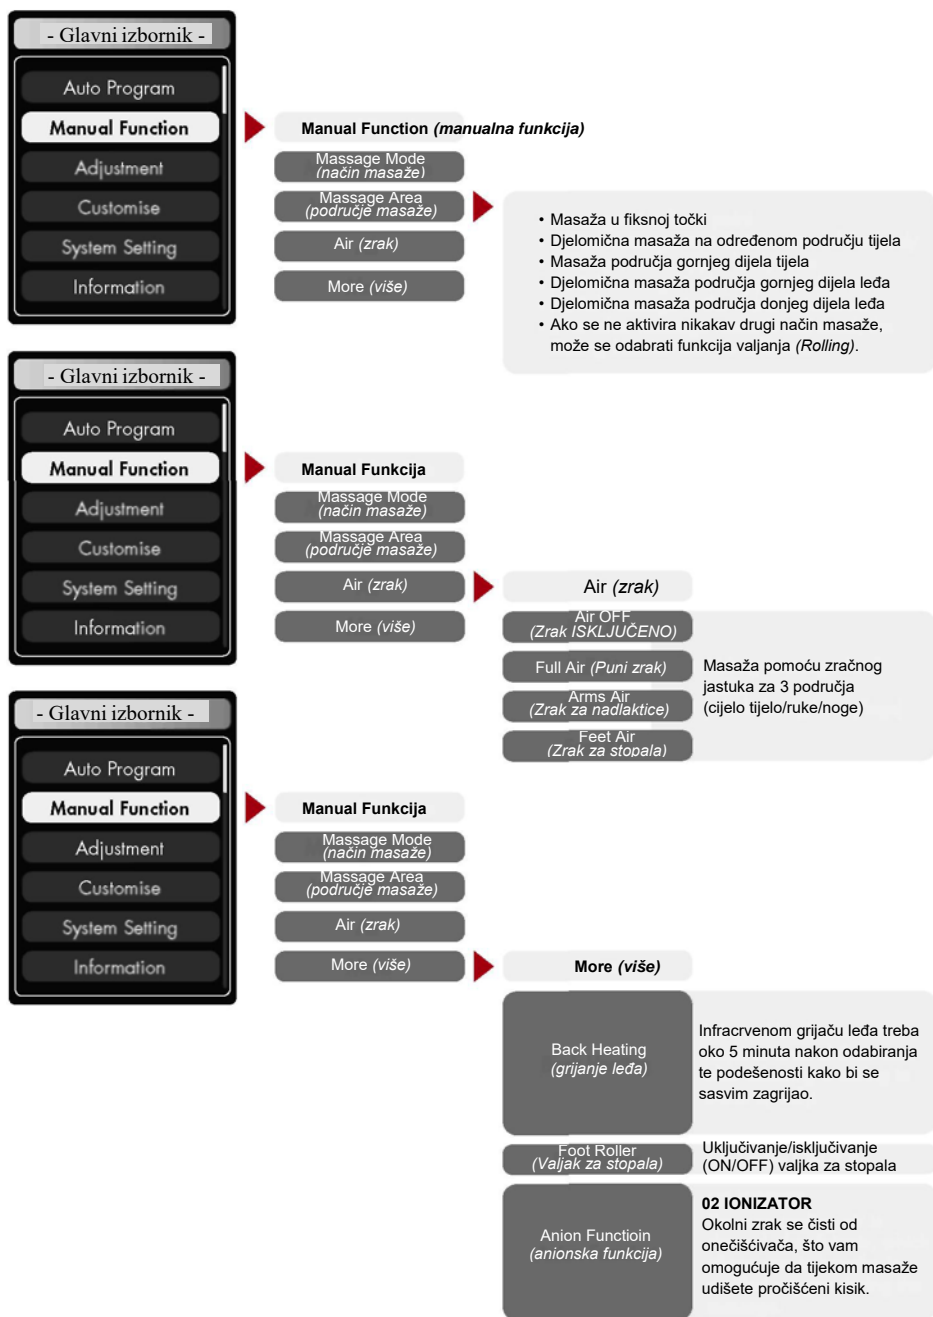 - Glavni izbornik -
Auto Program
Manual Function
Adjustment
Customise
System Setting
Information
Manual Function (manualna funkcija)
Massage Mode
(način masaže)
Massage Area
(područje masaže)
Air (zrak)
More (više)
• Masaža u fiksnoj točki
• Djelomična masaža na određenom području tijela
• Masaža područja gornjeg dijela tijela
• Djelomična masaža područja gornjeg dijela leđa
• Djelomična masaža područja donjeg dijela leđa
• Ako se ne aktivira nikakav drugi način masaže,
može se odabrati funkcija valjanja (Rolling).
- Glavni izbornik -
Auto Program
Manual Function
Adjustment
Customise
System Setting
Information
Manual Funkcija
Massage Mode
(način masaže)
Massage Area
(područje masaže)
Air (zrak)
More (više)
Air (zrak)
Air OFF
(Zrak ISKLJUČENO)
Full Air (Puni zrak)
Arms Air
(Zrak za nadlaktice)
Feet Air
(Zrak za stopala)
Masaža pomoću zračnog
jastuka za 3 područja
(cijelo tijelo/ruke/noge)
- Glavni izbornik -
Auto Program
Manual Function
Adjustment
Customise
System Setting
Information
Manual Funkcija
Massage Mode
(način masaže)
Massage Area
(područje masaže)
Air (zrak)
More (više)
More (više)
Back Heating
(grijanje leđa)
Infracrvenom grijaču leđa treba
oko 5 minuta nakon odabiranja
te podešenosti kako bi se
sasvim zagrijao.
Foot Roller
(Valjak za stopala)
Uključivanje/isključivanje
(ON/OFF) valjka za stopala
Anion Functioin
(anionska funkcija)
02 IONIZATOR
Okolni zrak se čisti od
onečišćivača, što vam
omogućuje da tijekom masaže
udišete pročišćeni kisik.